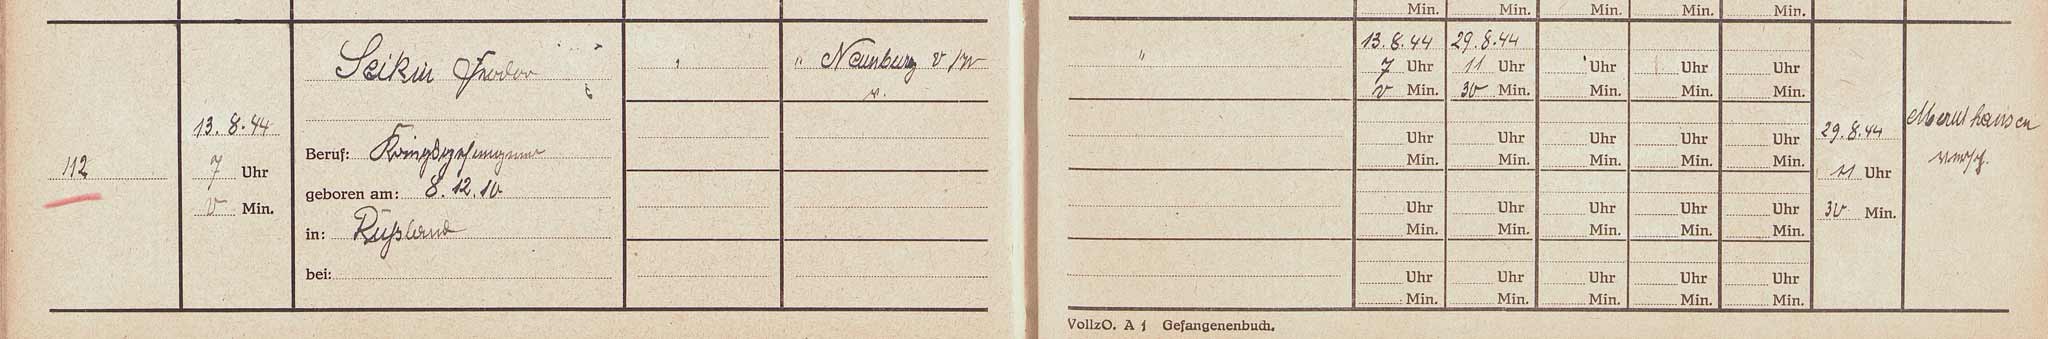 Min. Min. Min. Min. Min.
112
13.8.44
7 Uhr
0 Min.
Seikin Feodor
Beruf: Kriegsgefangener
geboren am: 8.12.10
in: Rußland
bei:
" Neunburg v/W
"
13.8.44 29.8.44
7 Uhr 11 Uhr Uhr Uhr Uhr
0 Min. 30 Min. Min. Min. Min.
Uhr Uhr Uhr Uhr Uhr
Min. Min. Min. Min. Min.
Uhr Uhr Uhr Uhr Uhr
Min. Min. Min. Min. Min.
Uhr Uhr Uhr Uhr Uhr
Min. Min. Min. Min. Min.
29.8.44
11 Uhr
30 Min.
VollzO. A 1 Gefangenenbuch.